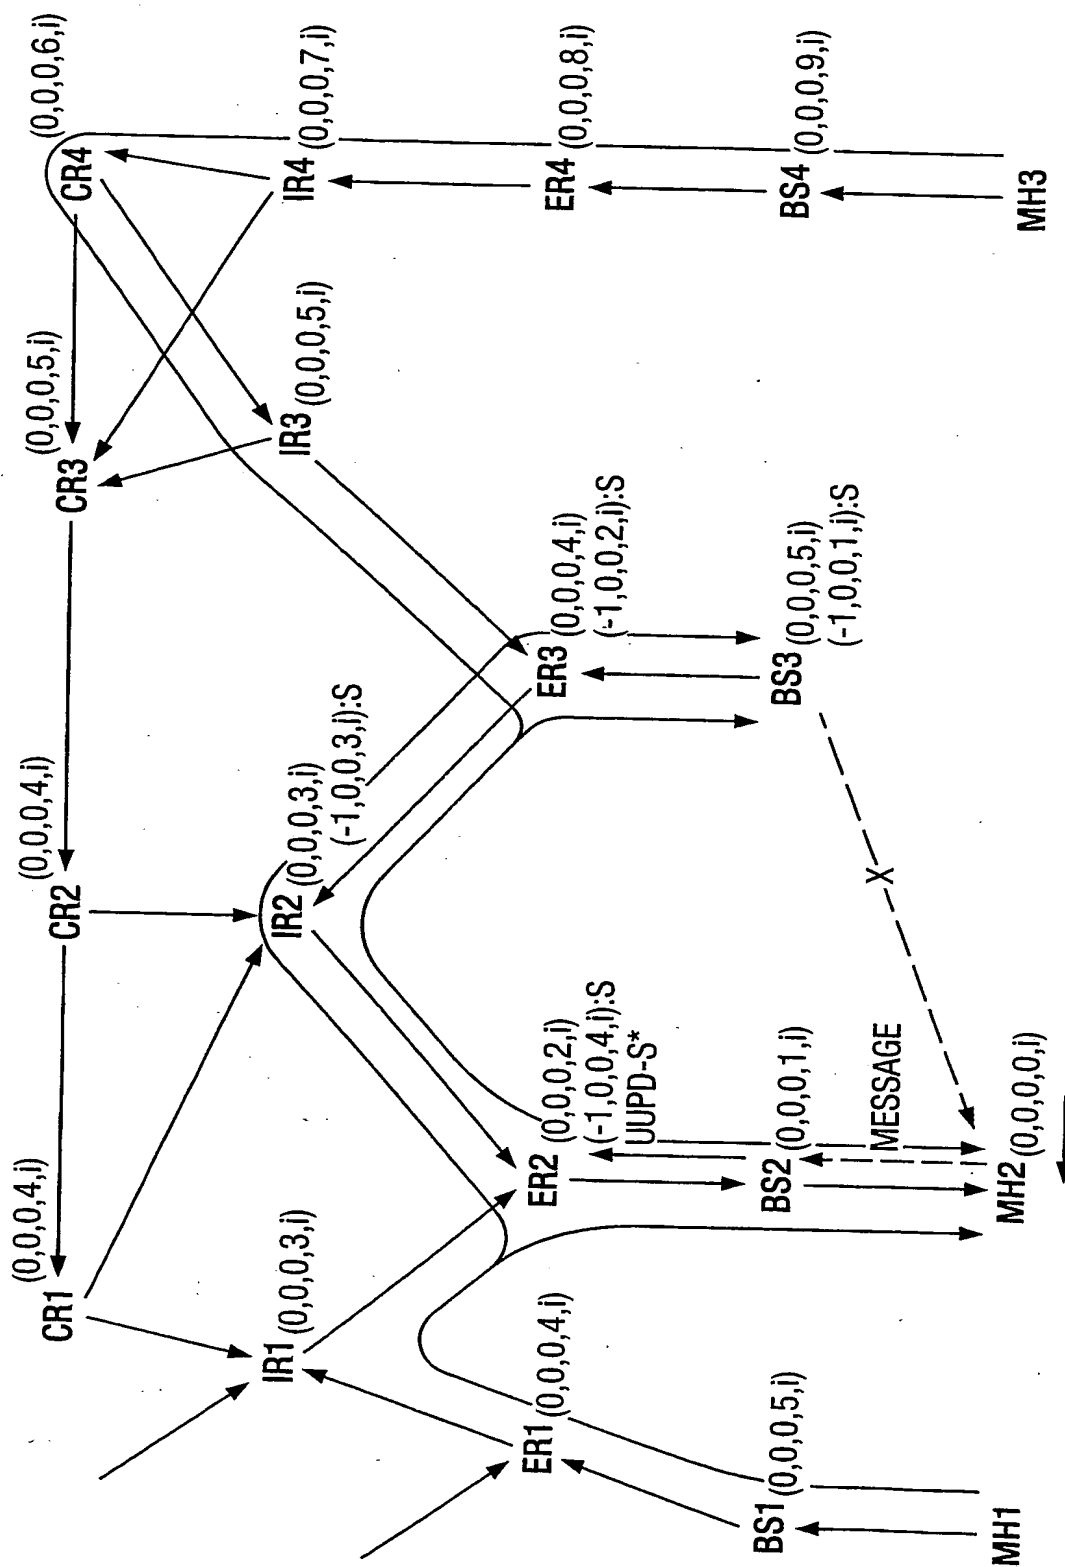 CR1
(0,0,0,4,i)
CR2
(0,0,0,4,i)
CR3
(0,0,0,5,i)
CR4
(0,0,0,6,i)
IR1
(0,0,0,3,i)
IR2
(0,0,0,3,i)
(-1,0,0,3,i):S
IR3
(0,0,0,5,i)
IR4
(0,0,0,7,i)
ER1
(0,0,0,4,i)
ER2
(0,0,0,2,i)
(-1,0,0,4,i):S
UUPD-S*
ER3
(0,0,0,4,i)
(-1,0,0,2,i):S
ER4
(0,0,0,8,i)
BS1
(0,0,0,5,i)
BS2
(0,0,0,1,i)
BS3
(0,0,0,5,i)
(-1,0,0,1,i):S
BS4
(0,0,0,9,i)
MESSAGE
X
MH1
MH2
(0,0,0,0,i)
MH3